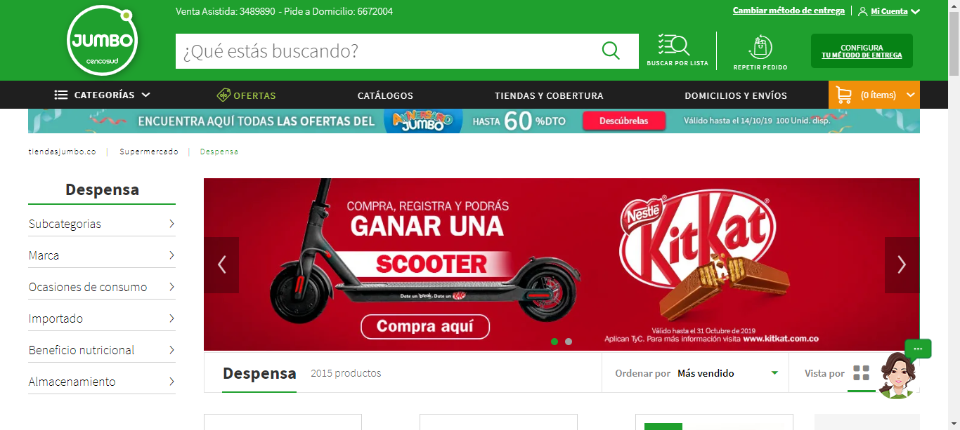 Venta Asistida: 3489890 - Pide a Domicilio: 6672004
Cambiar método de entrega
Mi Cuenta
JUMBO
cencosud
¿Qué estás buscando?
BUSCAR POR LISTA
REPETIR PEDIDO
CONFIGURA
TU MÉTODO DE ENTREGA
CATEGORÍAS
OFERTAS
CATÁLOGOS
TIENDAS Y COBERTURA
DOMICILIOS Y ENVÍOS
(0 ítems)
ENCUENTRA AQUÍ TODAS LAS OFERTAS DEL
JUMBO
HASTA 60 %DTO
Descúbrelas
Válido hasta el 14/10/19 100 Unid. disp.
tiendasjumbo.co | Supermercado | Despensa
Despensa
Subcategorias
Marca
Ocasiones de consumo
Importado
Beneficio nutricional
Almacenamiento
COMPRA, REGISTRA Y PODRÁS
GANAR UNA
SCOOTER
Compra aquí
Nestlé
KitKat
Válido hasta el 31 Octubre de 2019
Aplican TyC. Para más información visita www.kitkat.com.co
Despensa
2015 productos
Ordenar por Más vendido
Vista por